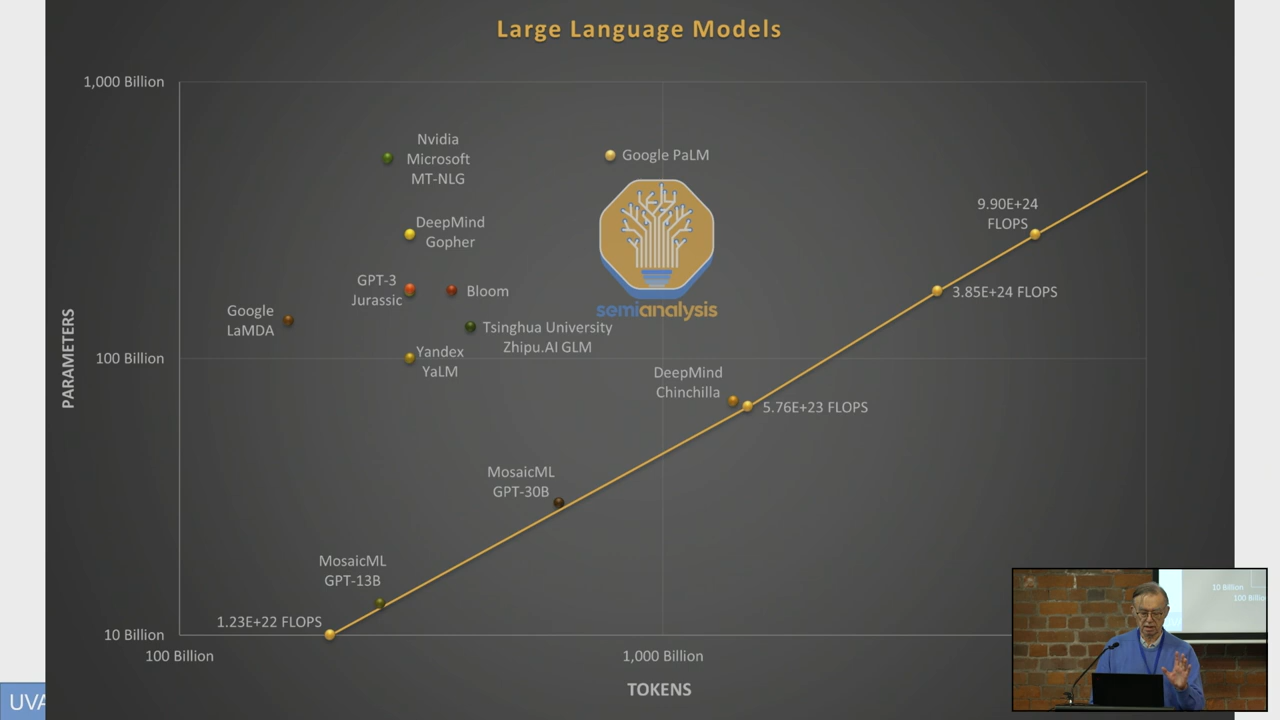 Large Language Models
1,000 Billion
Nvidia
Microsoft
MT-NLG
Google PaLM
9.90E+24
FLOPS
DeepMind
Gopher
GPT-3
Jurassic
Bloom
3.85E+24 FLOPS
semianalysis
Google
LaMDA
Tsinghua University
Zhipu.AI GLM
PARAMETERS
100 Billion
Yandex
YaLM
DeepMind
Chinchilla
5.76E+23 FLOPS
MosaicML
GPT-30B
MosaicML
GPT-13B
1.23E+22 FLOPS
10 Billion
100 Billion
1,000 Billion
TOKENS
10 Billion
100 Billio
UVA